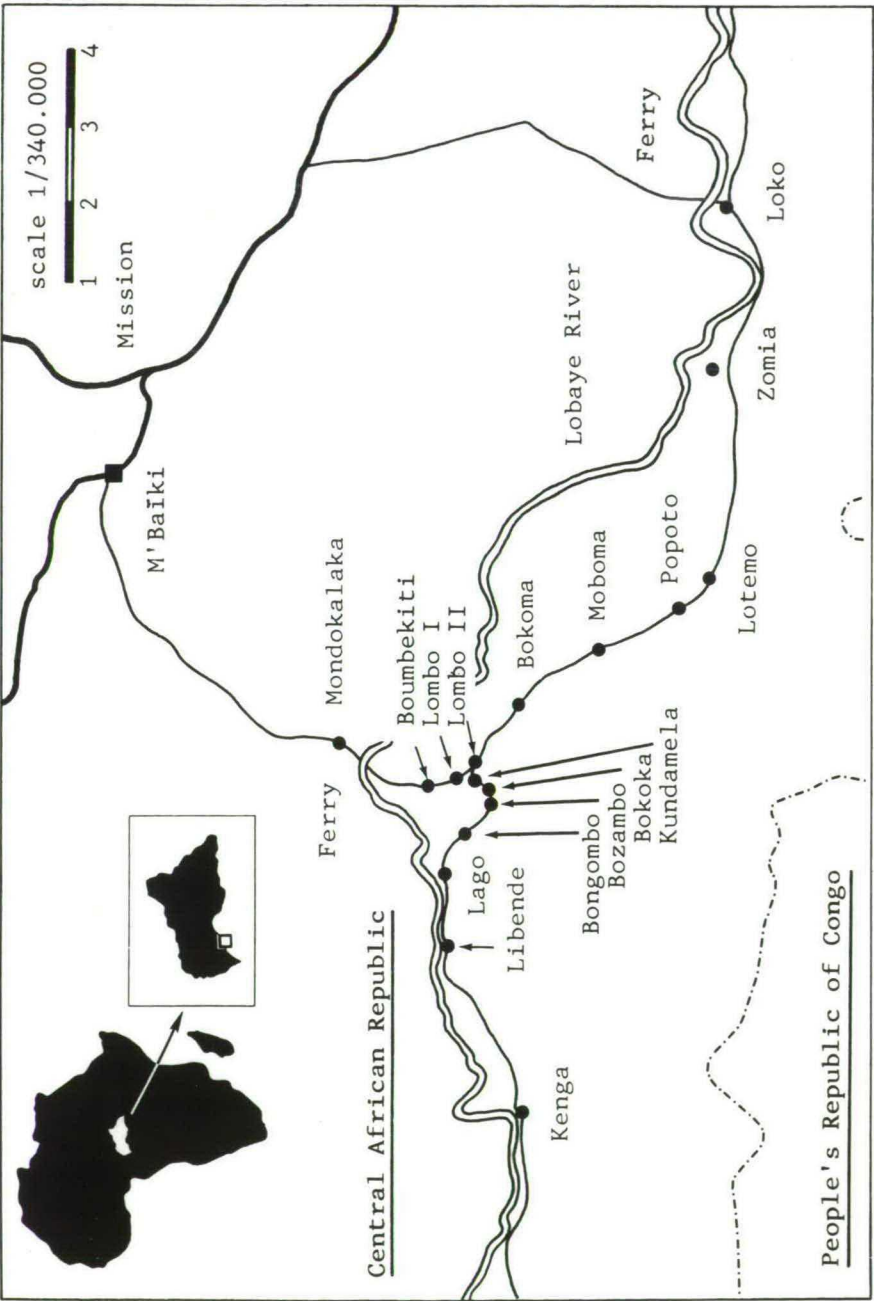 scale 1/340.000
1 2 3 4
Mission
M'Baïki
Mondokalaka
Ferry
Boumbekiti
Lombo I
Lombo II
Lobaye River
Ferry
Central African Republic
Lago
Libende
Kenga
Bokoma
Moboma
Popoto
Lotemo
Zomia
Loko
Bongombo
Bozambo
Bokoka
Kundamela
People's Republic of Congo